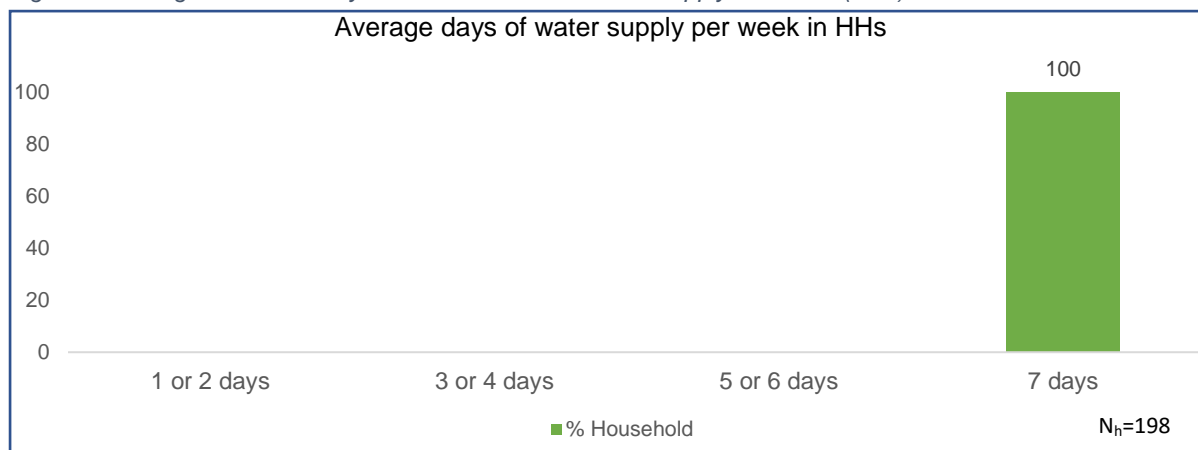 Average days of water supply per week in HHs
100
100
80
60
40
20
0
1 or 2 days
3 or 4 days
5 or 6 days
7 days
% Household
Nh=198